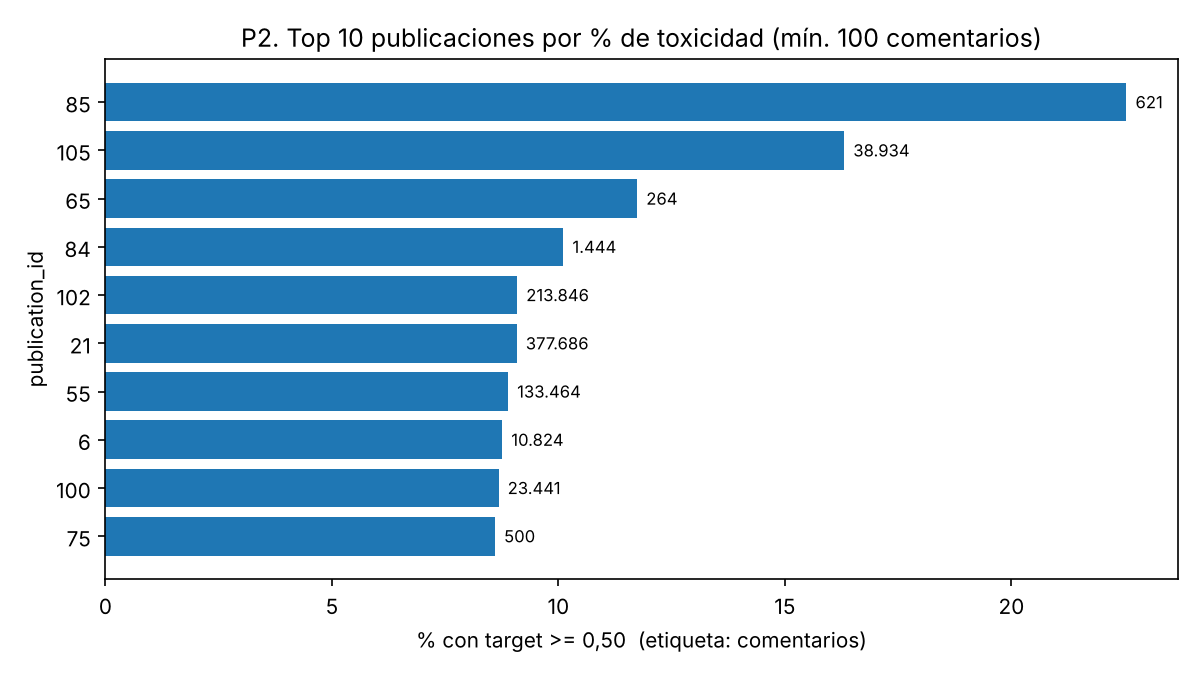 P2. Top 10 publicaciones por % de toxicidad (mín. 100 comentarios)
publication_id
85 621
105 38.934
65 264
84 1.444
102 213.846
21 377.686
55 133.464
6 10.824
100 23.441
75 500
0 5 10 15 20
% con target >= 0,50 (etiqueta: comentarios)